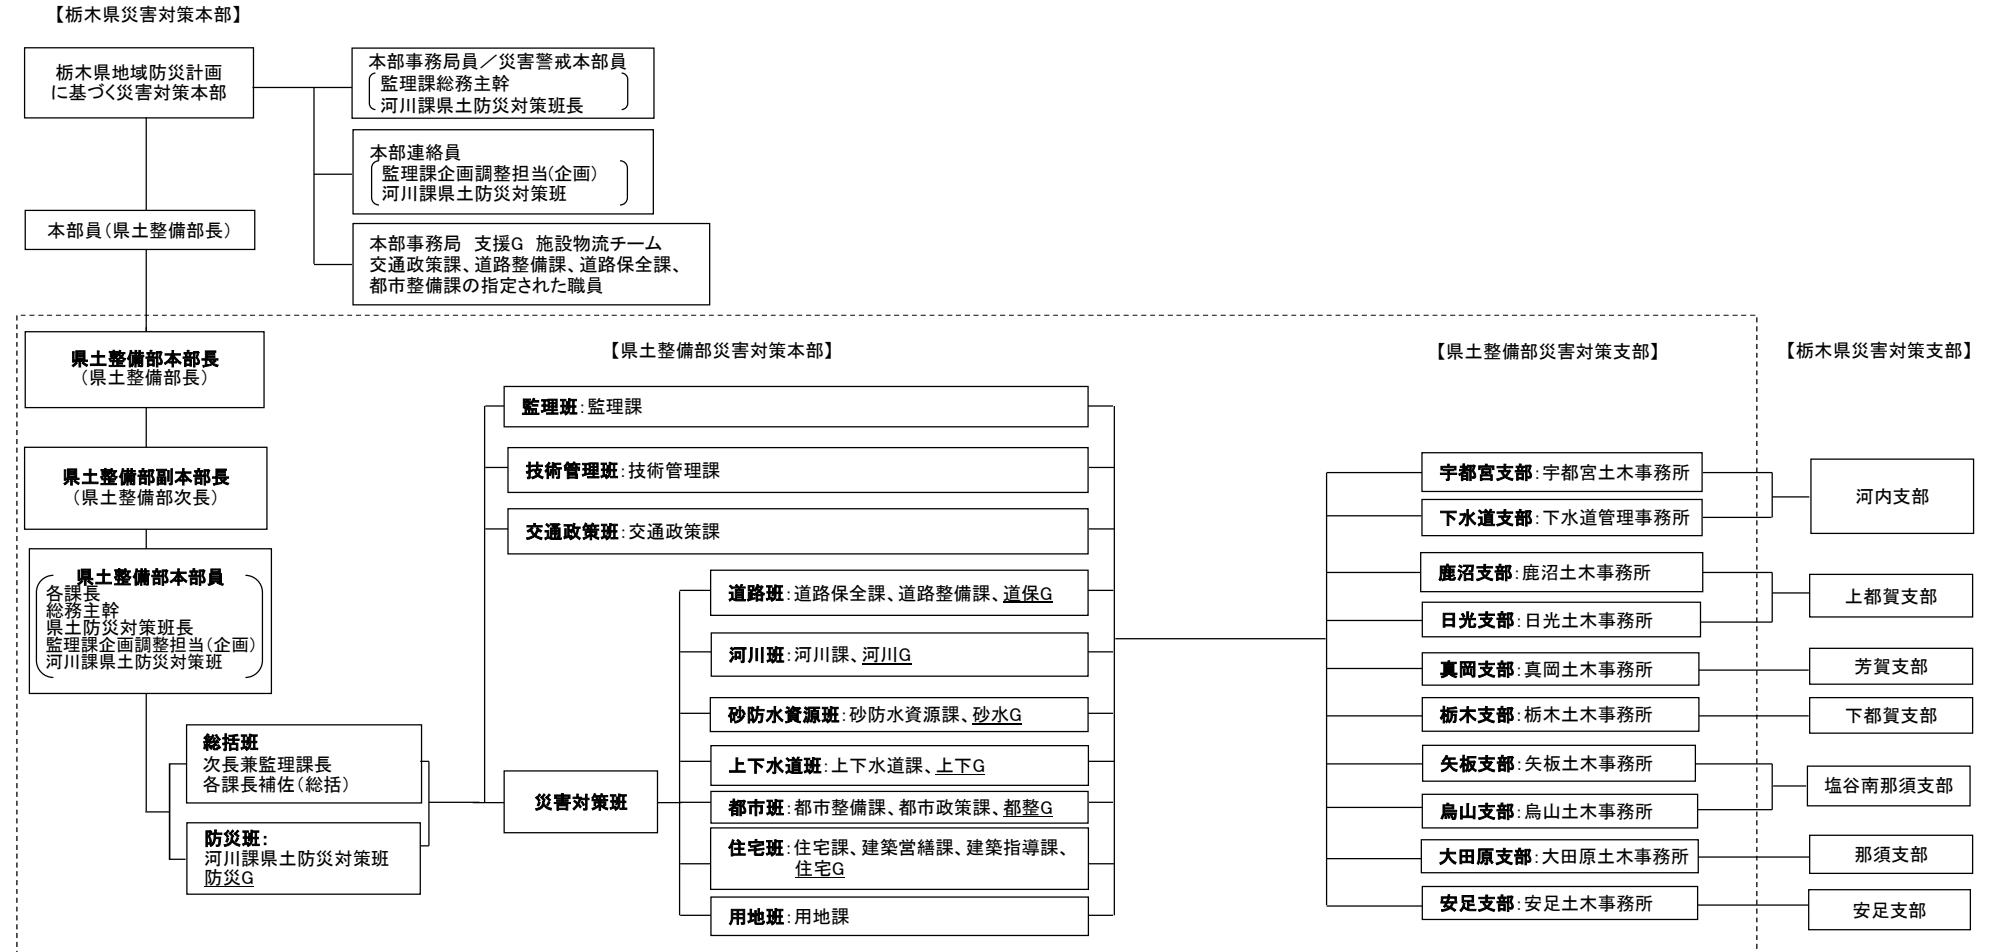 【栃木県災害対策本部】
栃木県地域防災計画
に基づく災害対策本部
本部事務局員／災害警戒本部員
監理課総務主幹
河川課県土防災対策班長
本部連絡員
監理課企画調整担当(企画)
河川課県土防災対策班
本部員(県土整備部長)
本部事務局　支援G　施設物流チーム
交通政策課、道路整備課、道路保全課、
都市整備課の指定された職員
県土整備部本部長
(県土整備部長)
県土整備部副本部長
(県土整備部次長)
県土整備部本部員
各課長
総務主幹
県土防災対策班長
監理課企画調整担当(企画)
河川課県土防災対策班
総括班
次長兼監理課長
各課長補佐(総括)
防災班:
河川課県土防災対策班
防災G
【県土整備部災害対策本部】
監理班:監理課
技術管理班:技術管理課
交通政策班:交通政策課
災害対策班
道路班:道路保全課、道路整備課、道保G
河川班:河川課、河川G
砂防水資源班:砂防水資源課、砂水G
上下水道班:上下水道課、上下G
都市班:都市整備課、都市政策課、都整G
住宅班:住宅課、建築営繕課、建築指導課、
住宅G
用地班:用地課
【県土整備部災害対策支部】
宇都宮支部:宇都宮土木事務所
下水道支部:下水道管理事務所
鹿沼支部:鹿沼土木事務所
日光支部:日光土木事務所
真岡支部:真岡土木事務所
栃木支部:栃木土木事務所
矢板支部:矢板土木事務所
烏山支部:烏山土木事務所
大田原支部:大田原土木事務所
安足支部:安足土木事務所
【栃木県災害対策支部】
河内支部
上都賀支部
芳賀支部
下都賀支部
塩谷南那須支部
那須支部
安足支部